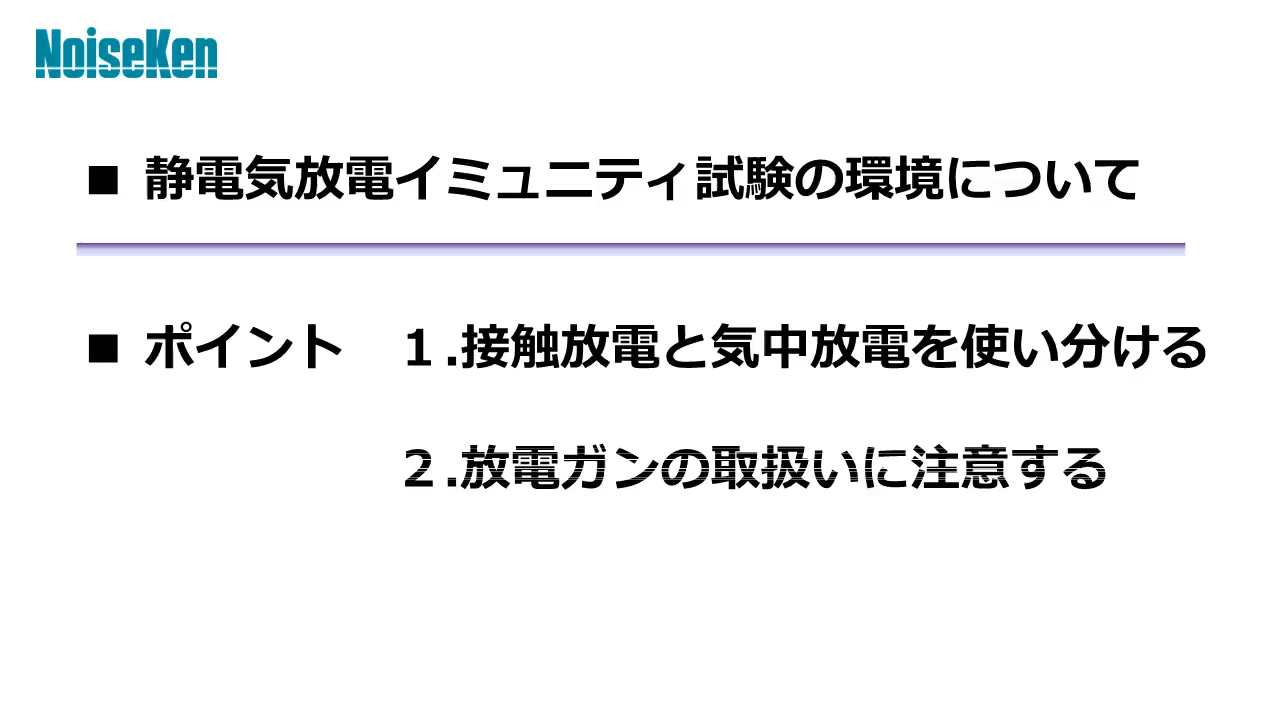 NoiseKen
■ 静電気放電イミュニティ試験の環境について
■ ポイント　１.接触放電と気中放電を使い分ける
２.放電ガンの取扱いに注意する